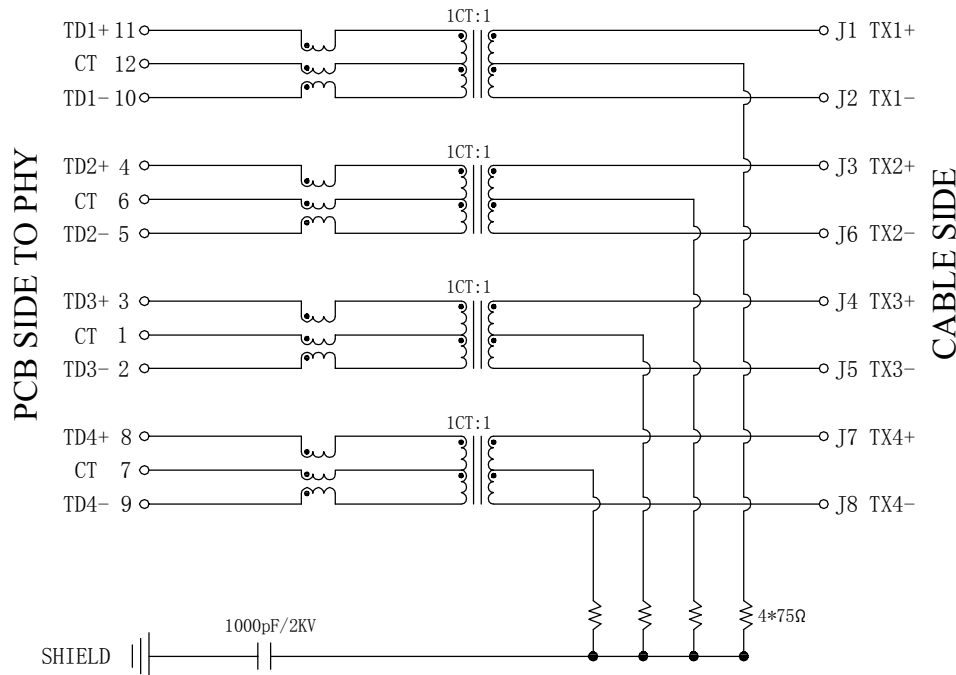 1CT:1
TD1+ 11 J1 TX1+
CT 12
TD1- 10 J2 TX1-
1CT:1
TD2+ 4 J3 TX2+
CT 6
TD2- 5 J6 TX2-
1CT:1
TD3+ 3 J4 TX3+
CT 1
TD3- 2 J5 TX3-
1CT:1
TD4+ 8 J7 TX4+
CT 7
TD4- 9 J8 TX4-
PCB SIDE TO PHY
CABLE SIDE
4*75Ω
1000pF/2KV
SHIELD